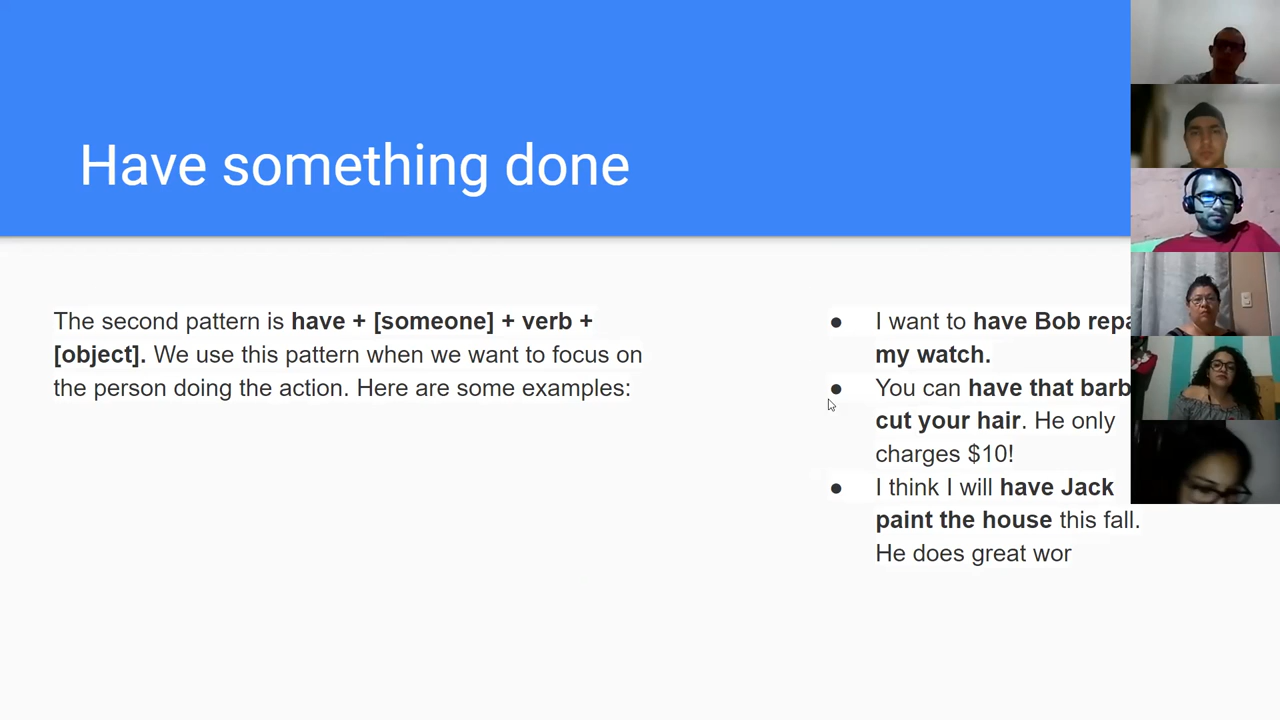 Have something done
The second pattern is have + [someone] + verb +
[object]. We use this pattern when we want to focus on
the person doing the action. Here are some examples:
● I want to have Bob
my watch.
● You can have that
cut your hair. He only
charges $10!
● I think I will have Jack
paint the house this fall.
He does great wor